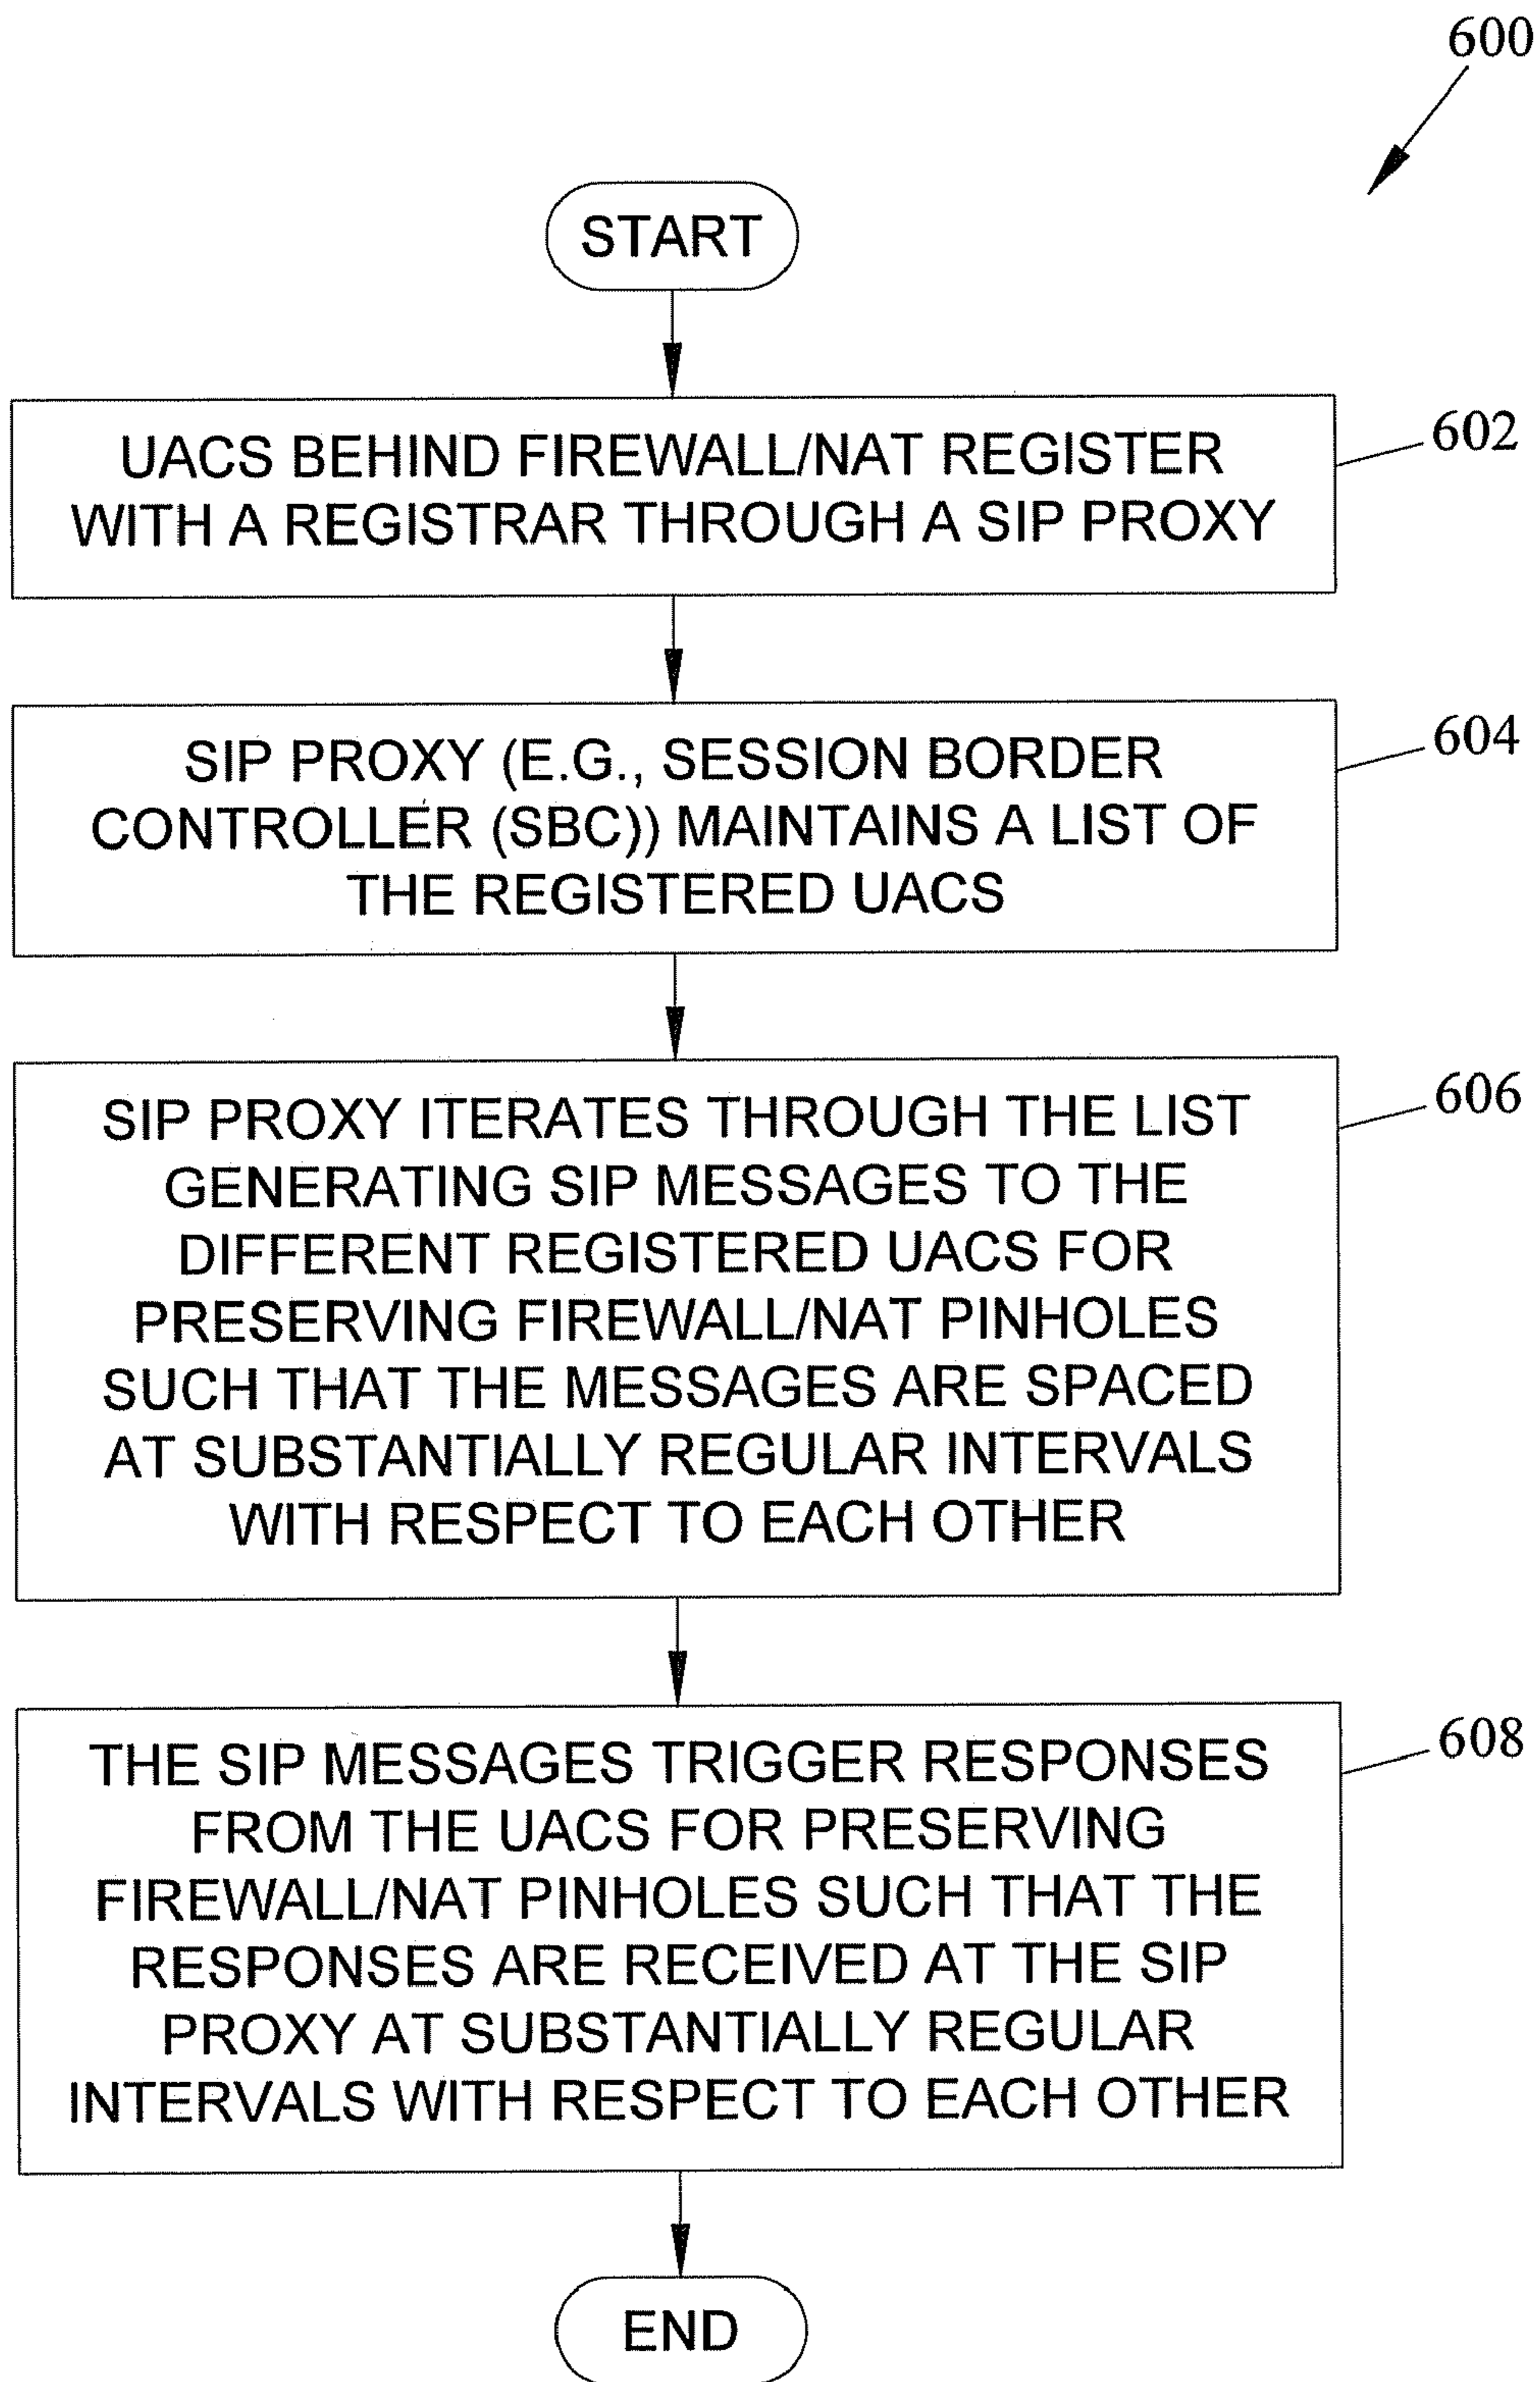 600
START
UACS BEHIND FIREWALL/NAT REGISTER
WITH A REGISTRAR THROUGH A SIP PROXY
602
SIP PROXY (E.G., SESSION BORDER
CONTROLLER (SBC)) MAINTAINS A LIST OF
THE REGISTERED UACS
604
SIP PROXY ITERATES THROUGH THE LIST
GENERATING SIP MESSAGES TO THE
DIFFERENT REGISTERED UACS FOR
PRESERVING FIREWALL/NAT PINHOLES
SUCH THAT THE MESSAGES ARE SPACED
AT SUBSTANTIALLY REGULAR INTERVALS
WITH RESPECT TO EACH OTHER
606
THE SIP MESSAGES TRIGGER RESPONSES
FROM THE UACS FOR PRESERVING
FIREWALL/NAT PINHOLES SUCH THAT THE
RESPONSES ARE RECEIVED AT THE SIP
PROXY AT SUBSTANTIALLY REGULAR
INTERVALS WITH RESPECT TO EACH OTHER
608
END